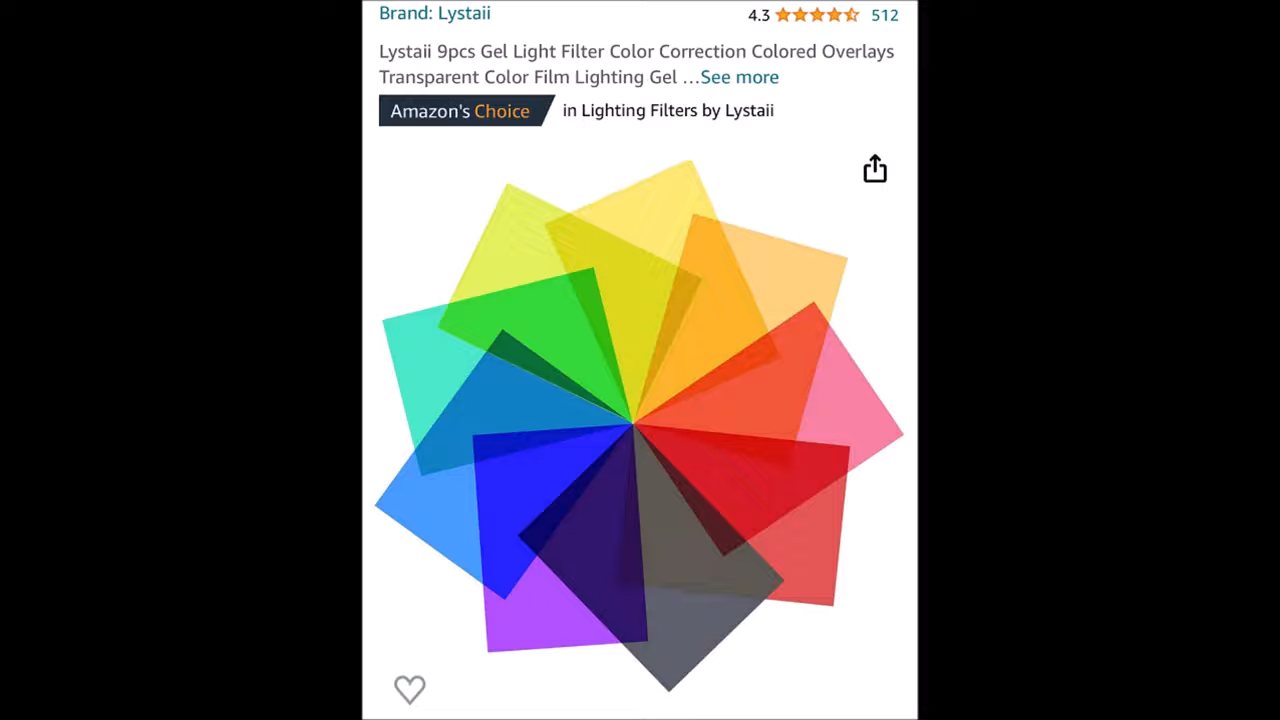 Brand: Lystaii
4.3 512
Lystaii 9pcs Gel Light Filter Color Correction Colored Overlays
Transparent Color Film Lighting Gel …See more
Amazon's Choice in Lighting Filters by Lystaii